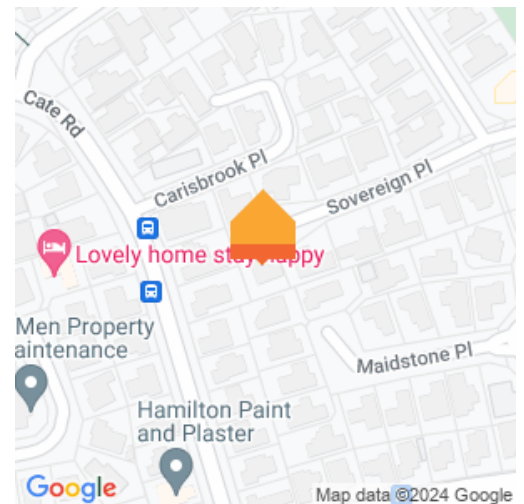 Cate Rd
Carisbrook Pl
Sovereign Pl
Lovely home stay happy
Men Property
aintenance
Maidstone Pl
Hamilton Paint
and Plaster
Google
Map data ©2024 Google